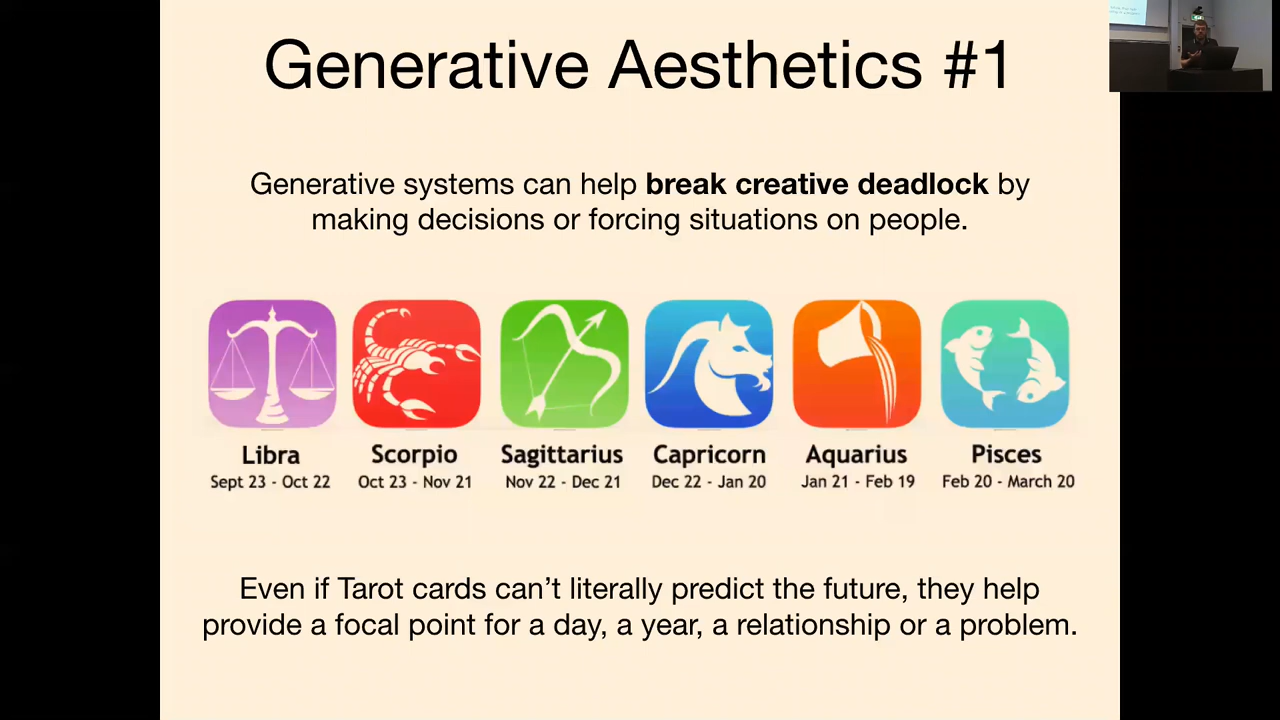 Generative Aesthetics #1
Generative systems can help break creative deadlock by
making decisions or forcing situations on people.
Libra
Scorpio
Sagittarius
Capricorn
Aquarius
Pisces
Sept 23 - Oct 22
Oct 23 - Nov 21
Nov 22 - Dec 21
Dec 22 - Jan 20
Jan 21 - Feb 19
Feb 20 - March 20
Even if Tarot cards can’t literally predict the future, they help
provide a focal point for a day, a year, a relationship or a problem.